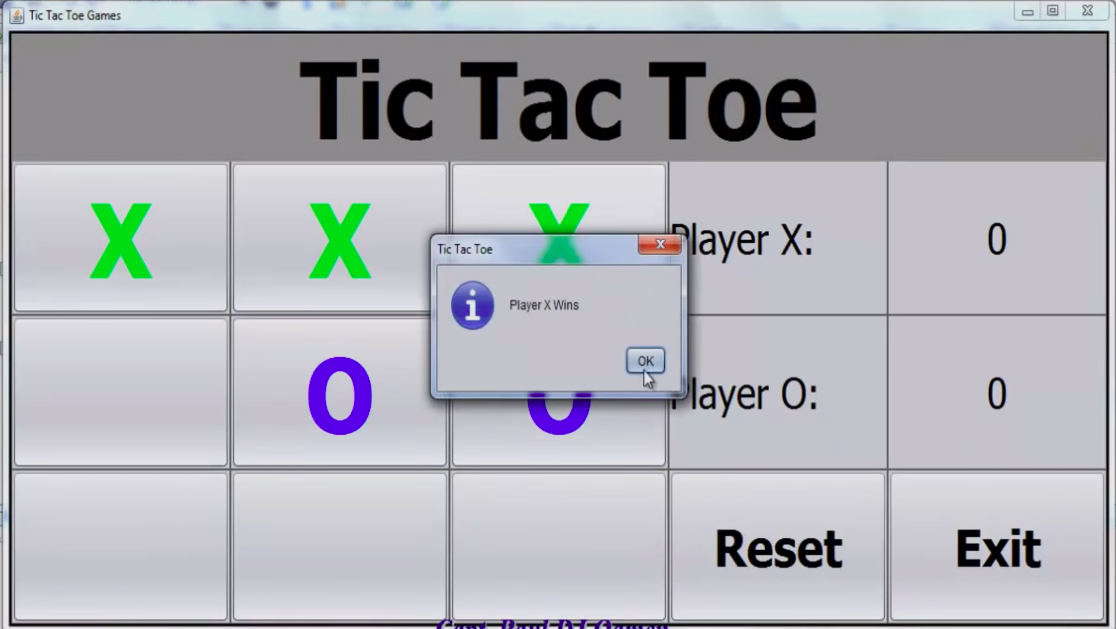 Tic Tac Toe Games
Tic Tac Toe
X X X
Player X: 0
Tic Tac Toe
Player X Wins
OK
O O
Player O: 0
Reset Exit